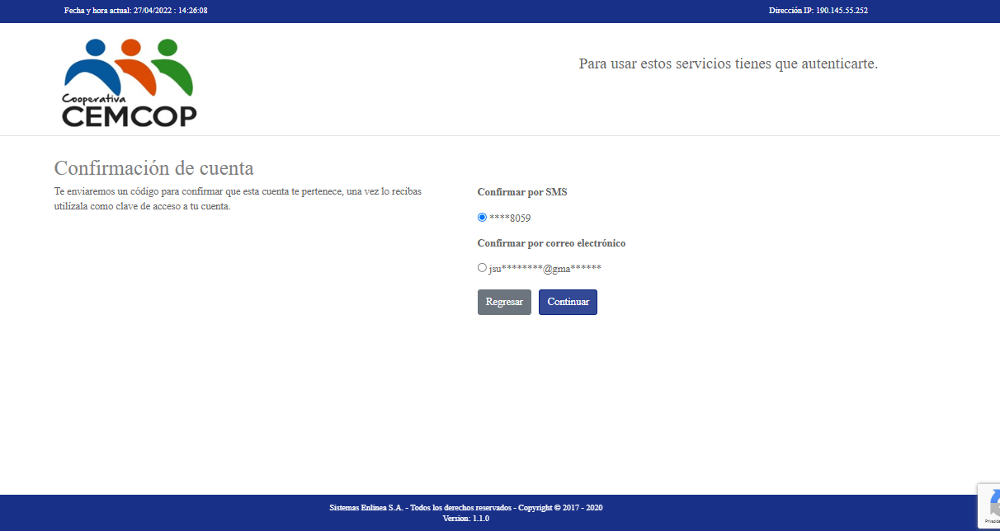 Fecha y hora actual: 27/04/2022 : 14:26:08
Dirección IP: 190.145.55.252
Cooperativa
CEMCOP
Para usar estos servicios tienes que autenticarte.
Confirmación de cuenta
Te enviaremos un código para confirmar que esta cuenta te pertenece, una vez lo recibas
utilízala como clave de acceso a tu cuenta.
Confirmar por SMS
****8059
Confirmar por correo electrónico
jsu********@gma******
Regresar
Continuar
Sistemas Enlinea S.A. - Todos los derechos reservados - Copyright © 2017 - 2020
Version: 1.1.0